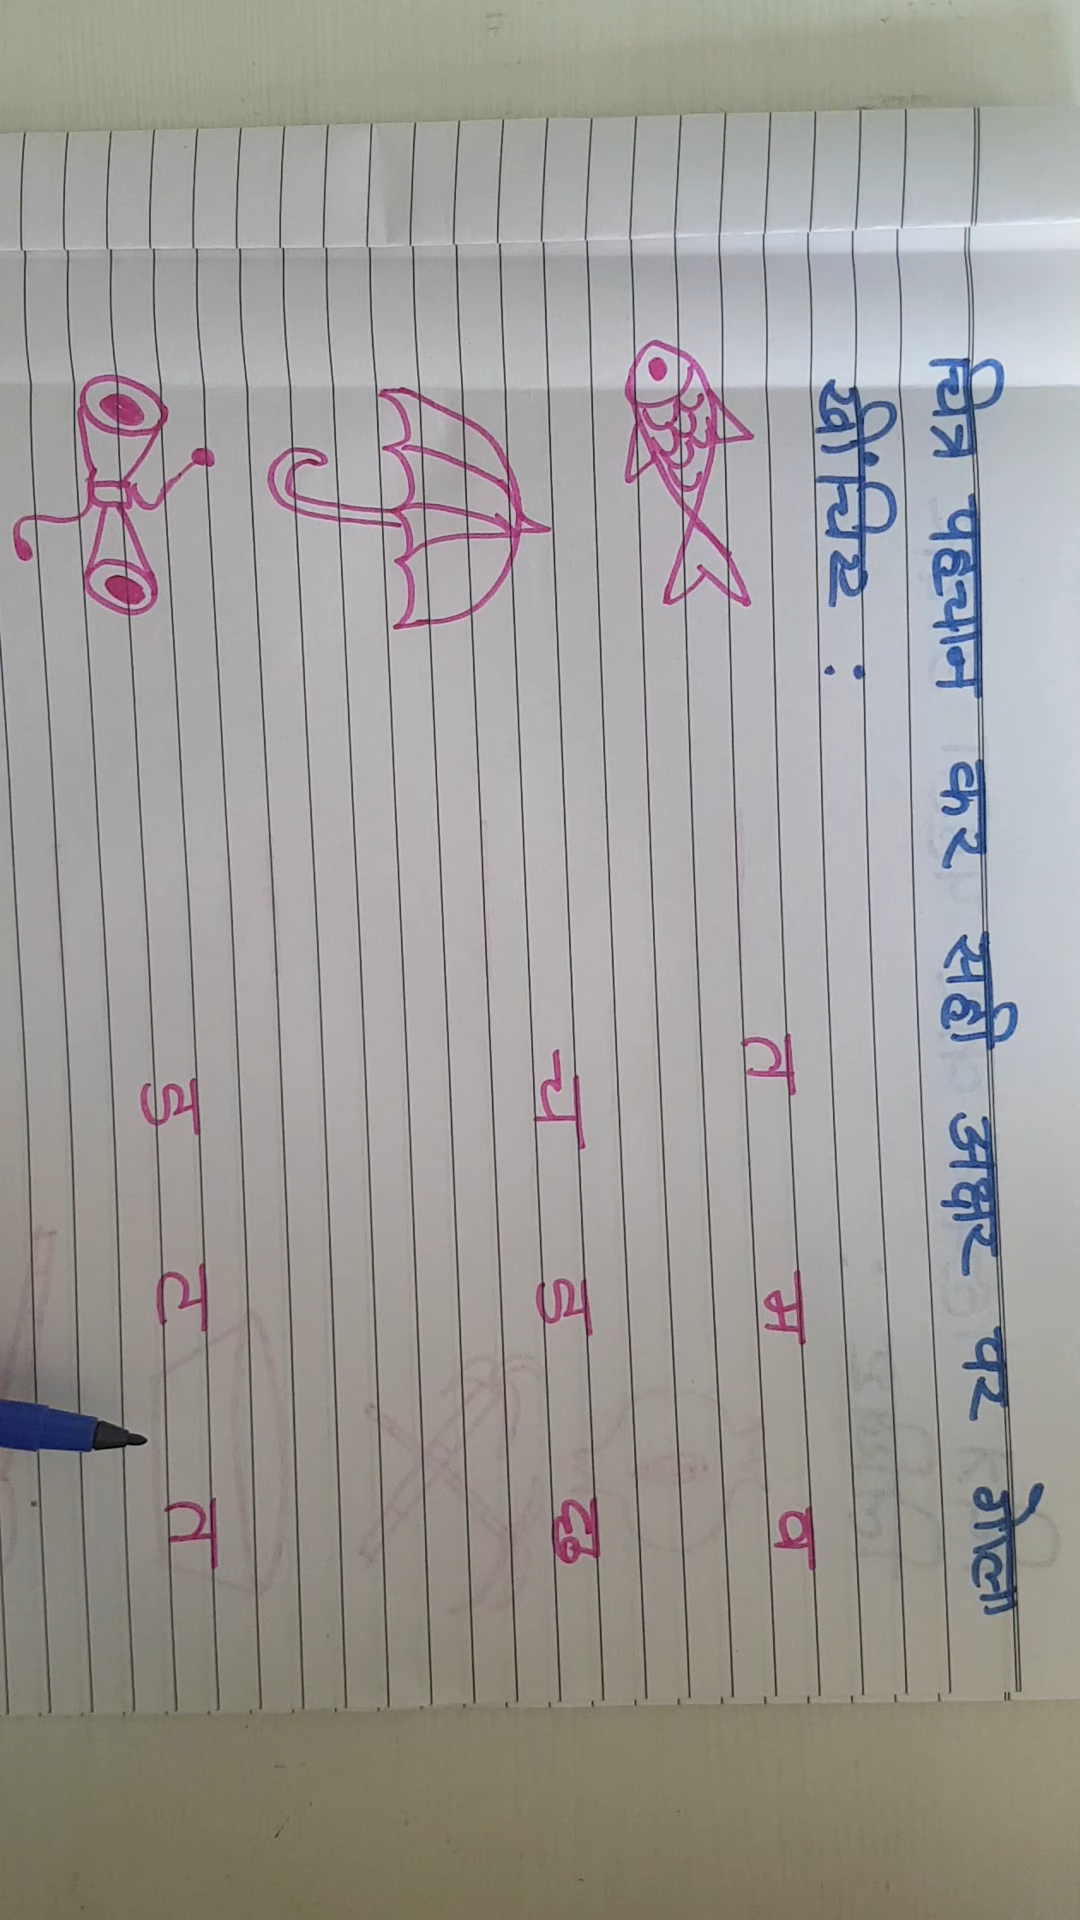 चित्र पहचान कर सही अक्षर पर गोला
खींचिए :
त म व
च ड छ
ड ट त